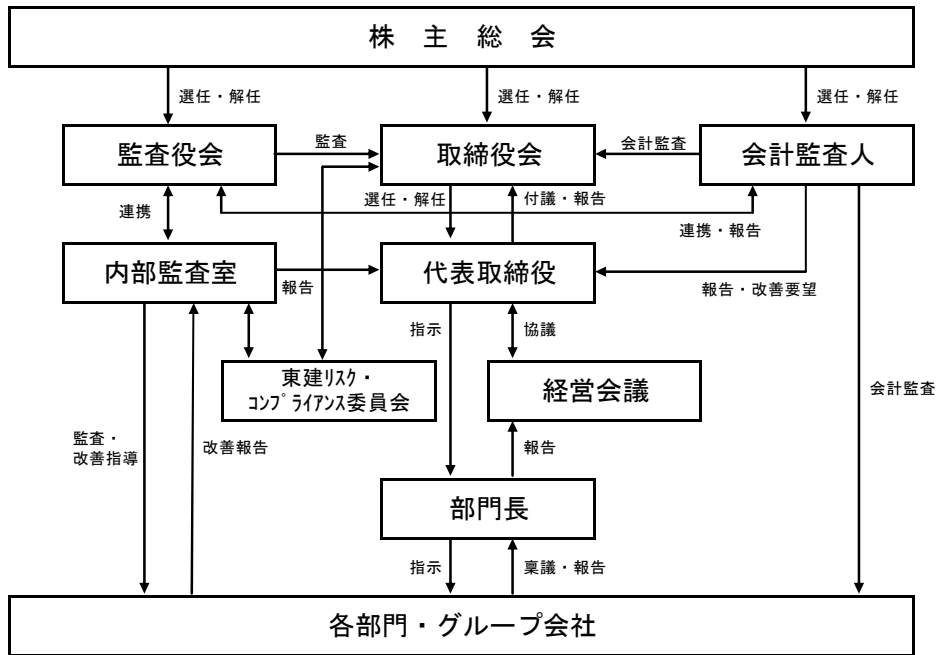 株 主 総 会
選任・解任
選任・解任
選任・解任
監査役会
監査
取締役会
会計監査
会計監査人
連携
選任・解任
付議・報告
連携・報告
内部監査室
報告
代表取締役
報告・改善要望
指示
協議
東建ﾘｽｸ・
ｺﾝﾌﾟﾗｲｱﾝｽ委員会
経営会議
会計監査
監査・
改善指導
改善報告
報告
部門長
指示
稟議・報告
各部門・グループ会社